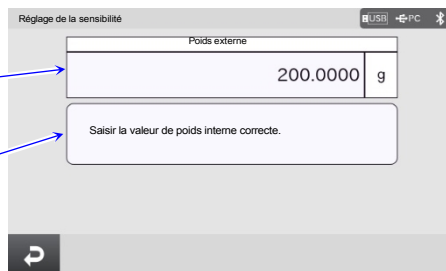 Réglage de la sensibilité
USB PC
Poids externe
200.0000 g
Saisir la valeur de poids interne correcte.